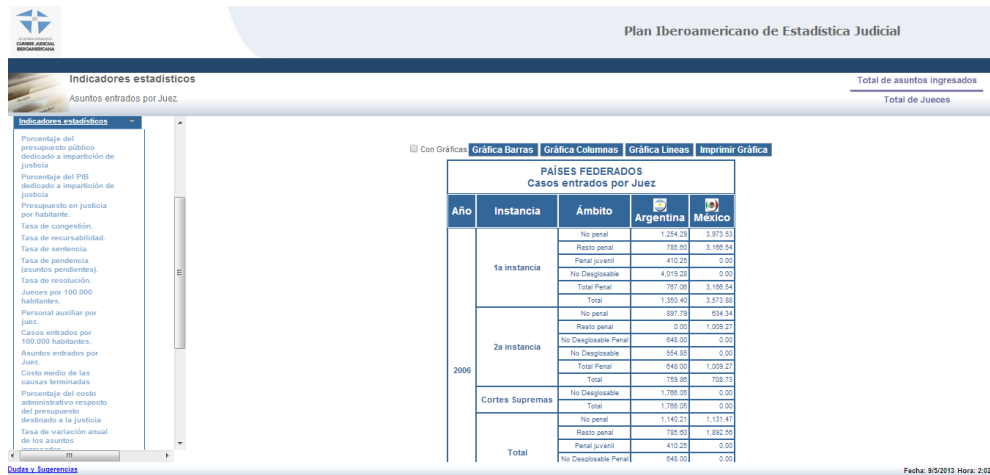 CUMBRE JUDICIAL
IBEROAMERICANA
Plan Iberoamericano de Estadística Judicial
Indicadores estadísticos
Asuntos entrados por Juez.
Total de asuntos ingresados
Total de Jueces
Indicadores estadísticos
Porcentaje del
presupuesto público
dedicado a impartición de
justicia
Porcentaje del PIB
dedicado a impartición de
justicia
Presupuesto en justicia
por habitante.
Tasa de congestión.
Tasa de recursabilidad.
Tasa de sentencia.
Tasa de pendencia
(asuntos pendientes).
Tasa de resolución.
Jueces por 100.000
habitantes.
Personal auxiliar por
juez.
Casos entrados por
100.000 habitantes.
Asuntos entrados por
Juez.
Costo medio de las
causas terminadas
Porcentaje del costo
administrativo respecto
del presupuesto
destinado a la justicia
Tasa de variación anual
de los asuntos
ingresados
Con Gráficas Gráfica Barras Gráfica Columnas Gráfica Lineas Imprimir Gráfica
PAÍSES FEDERADOS
Casos entrados por Juez
Año Instancia Ámbito Argentina México
2006
1a instancia
No penal 1,254.29 3,973.53
Resto penal 785.60 3,166.54
Penal juvenil 410.25 0.00
No Desglosable 4,019.28 0.00
Total Penal 767.06 3,166.54
Total 1,350.40 3,573.88
2a instancia
No penal 897.79 634.34
Resto penal 0.00 1,009.27
No Desglosable Penal 648.00 0.00
No Desglosable 554.85 0.00
Total Penal 648.00 1,009.27
Total 759.86 708.73
Cortes Supremas
No Desglosable 1,766.05 0.00
Total 1,766.05 0.00
Total
No penal 1,140.21 1,131.47
Resto penal 785.60 1,892.56
Penal juvenil 410.25 0.00
No Desglosable Penal 648.00 0.00
Dudas y Sugerencias
Fecha: 9/5/2013 Hora: 2:02